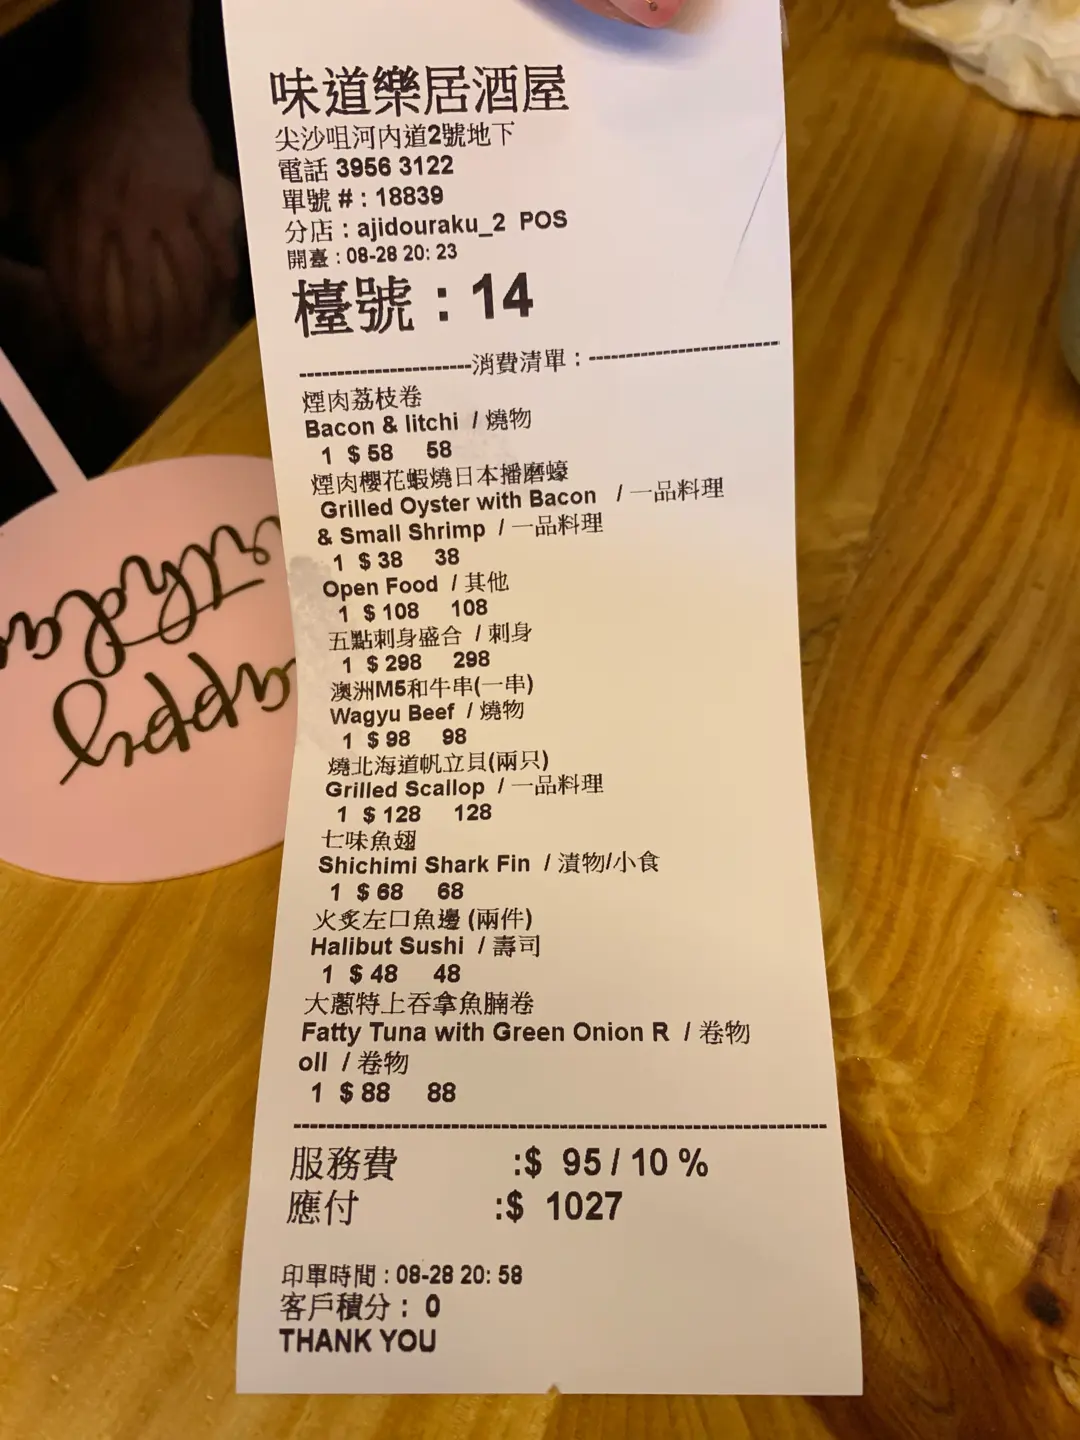 味道樂居酒屋
尖沙咀河內道2號地下
電話 3956 3122
單號 # : 18839
分店 : ajidouraku_2 POS
開臺 : 08-28 20: 23
檯號 : 14
-----------------------消費清單 : -------------------------
煙肉荔枝卷
Bacon & litchi / 燒物
1 $ 58 58
煙肉櫻花蝦燒日本播磨蠔
Grilled Oyster with Bacon / 一品料理
& Small Shrimp / 一品料理
1 $ 38 38
Open Food / 其他
1 $ 108 108
五點刺身盛合 / 刺身
1 $ 298 298
澳洲M5和牛串(一串)
Wagyu Beef / 燒物
1 $ 98 98
燒北海道帆立貝(兩只)
Grilled Scallop / 一品料理
1 $ 128 128
七味魚翅
Shichimi Shark Fin / 漬物/小食
1 $ 68 68
火炙左口魚邊 (兩件)
Halibut Sushi / 壽司
1 $ 48 48
大蔥特上吞拿魚腩卷
Fatty Tuna with Green Onion R / 卷物
oll / 卷物
1 $ 88 88
服務費 :$ 95 / 10 %
應付 :$ 1027
印單時間 : 08-28 20: 58
客戶積分 : 0
THANK YOU